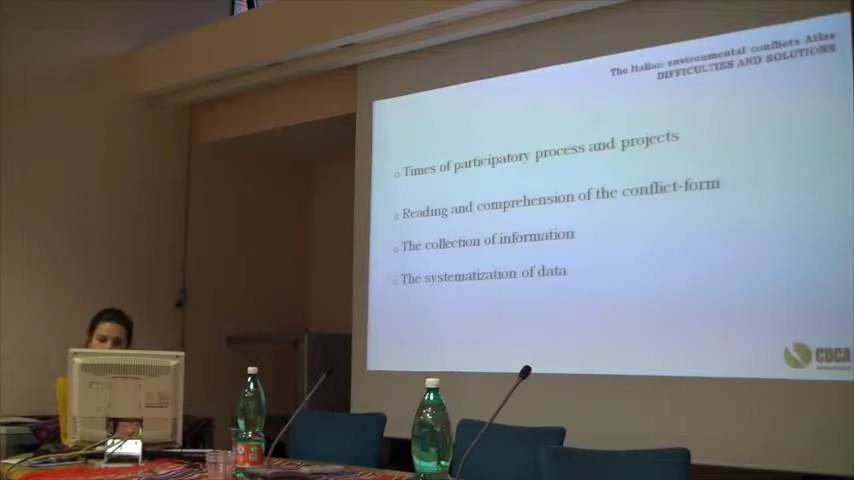 The Italian environmental conflicts Atlas
DIFFICULTIES AND SOLUTIONS
Times of participatory process and projects
Reading and comprehension of the conflict-form
The collection of information
The systematization of data
CDCA